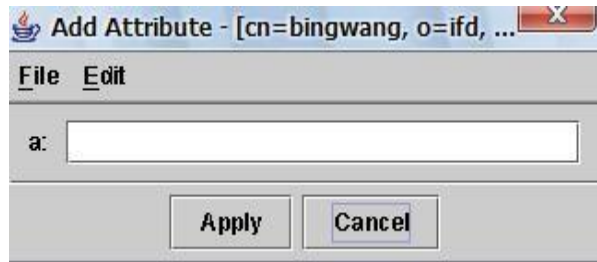 Add Attribute - [cn=bingwang, o=ifd, ...
File Edit
a:
Apply Cancel